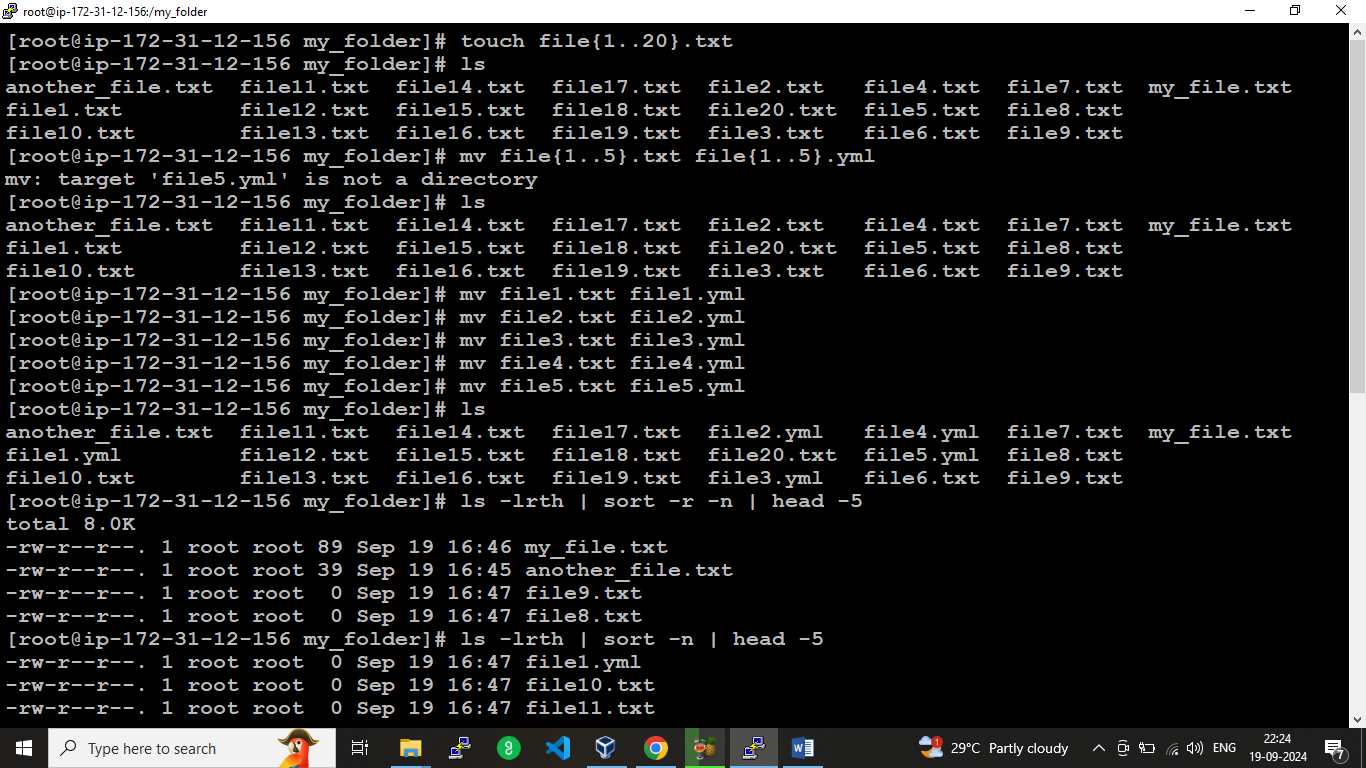 root@ip-172-31-12-156:/my_folder
[root@ip-172-31-12-156 my_folder]# touch file{1..20}.txt
[root@ip-172-31-12-156 my_folder]# ls
another_file.txt  file11.txt  file14.txt  file17.txt  file2.txt   file4.txt  file7.txt  my_file.txt
file1.txt         file12.txt  file15.txt  file18.txt  file20.txt  file5.txt  file8.txt
file10.txt        file13.txt  file16.txt  file19.txt  file3.txt   file6.txt  file9.txt
[root@ip-172-31-12-156 my_folder]# mv file{1..5}.txt file{1..5}.yml
mv: target 'file5.yml' is not a directory
[root@ip-172-31-12-156 my_folder]# ls
another_file.txt  file11.txt  file14.txt  file17.txt  file2.txt   file4.txt  file7.txt  my_file.txt
file1.txt         file12.txt  file15.txt  file18.txt  file20.txt  file5.txt  file8.txt
file10.txt        file13.txt  file16.txt  file19.txt  file3.txt   file6.txt  file9.txt
[root@ip-172-31-12-156 my_folder]# mv file1.txt file1.yml
[root@ip-172-31-12-156 my_folder]# mv file2.txt file2.yml
[root@ip-172-31-12-156 my_folder]# mv file3.txt file3.yml
[root@ip-172-31-12-156 my_folder]# mv file4.txt file4.yml
[root@ip-172-31-12-156 my_folder]# mv file5.txt file5.yml
[root@ip-172-31-12-156 my_folder]# ls
another_file.txt  file11.txt  file14.txt  file17.txt  file2.yml   file4.yml  file7.txt  my_file.txt
file1.yml         file12.txt  file15.txt  file18.txt  file20.txt  file5.yml  file8.txt
file10.txt        file13.txt  file16.txt  file19.txt  file3.yml   file6.txt  file9.txt
[root@ip-172-31-12-156 my_folder]# ls -lrth | sort -r -n | head -5
total 8.0K
-rw-r--r--. 1 root root 89 Sep 19 16:46 my_file.txt
-rw-r--r--. 1 root root 39 Sep 19 16:45 another_file.txt
-rw-r--r--. 1 root root  0 Sep 19 16:47 file9.txt
-rw-r--r--. 1 root root  0 Sep 19 16:47 file8.txt
[root@ip-172-31-12-156 my_folder]# ls -lrth | sort -n | head -5
-rw-r--r--. 1 root root  0 Sep 19 16:47 file1.yml
-rw-r--r--. 1 root root  0 Sep 19 16:47 file10.txt
-rw-r--r--. 1 root root  0 Sep 19 16:47 file11.txt
Type here to search
29°C Partly cloudy
ENG
22:24
19-09-2024
7